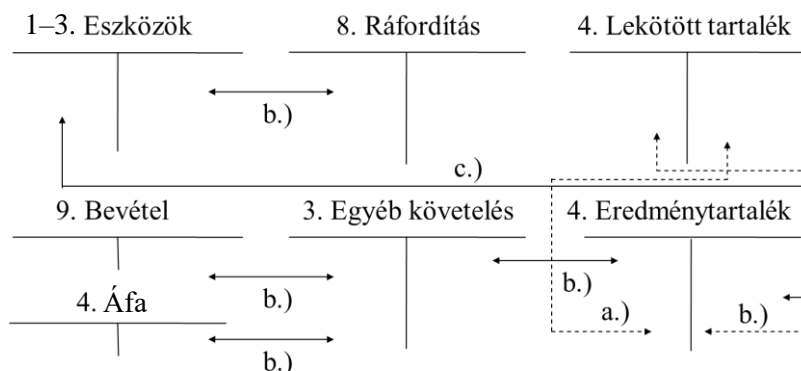 1–3. Eszközök 8. Ráfordítás 4. Lekötött tartalék
b.)
c.)
9. Bevétel 3. Egyéb követelés 4. Eredménytartalék
b.) b.)
4. Áfa
a.) b.)
b.)